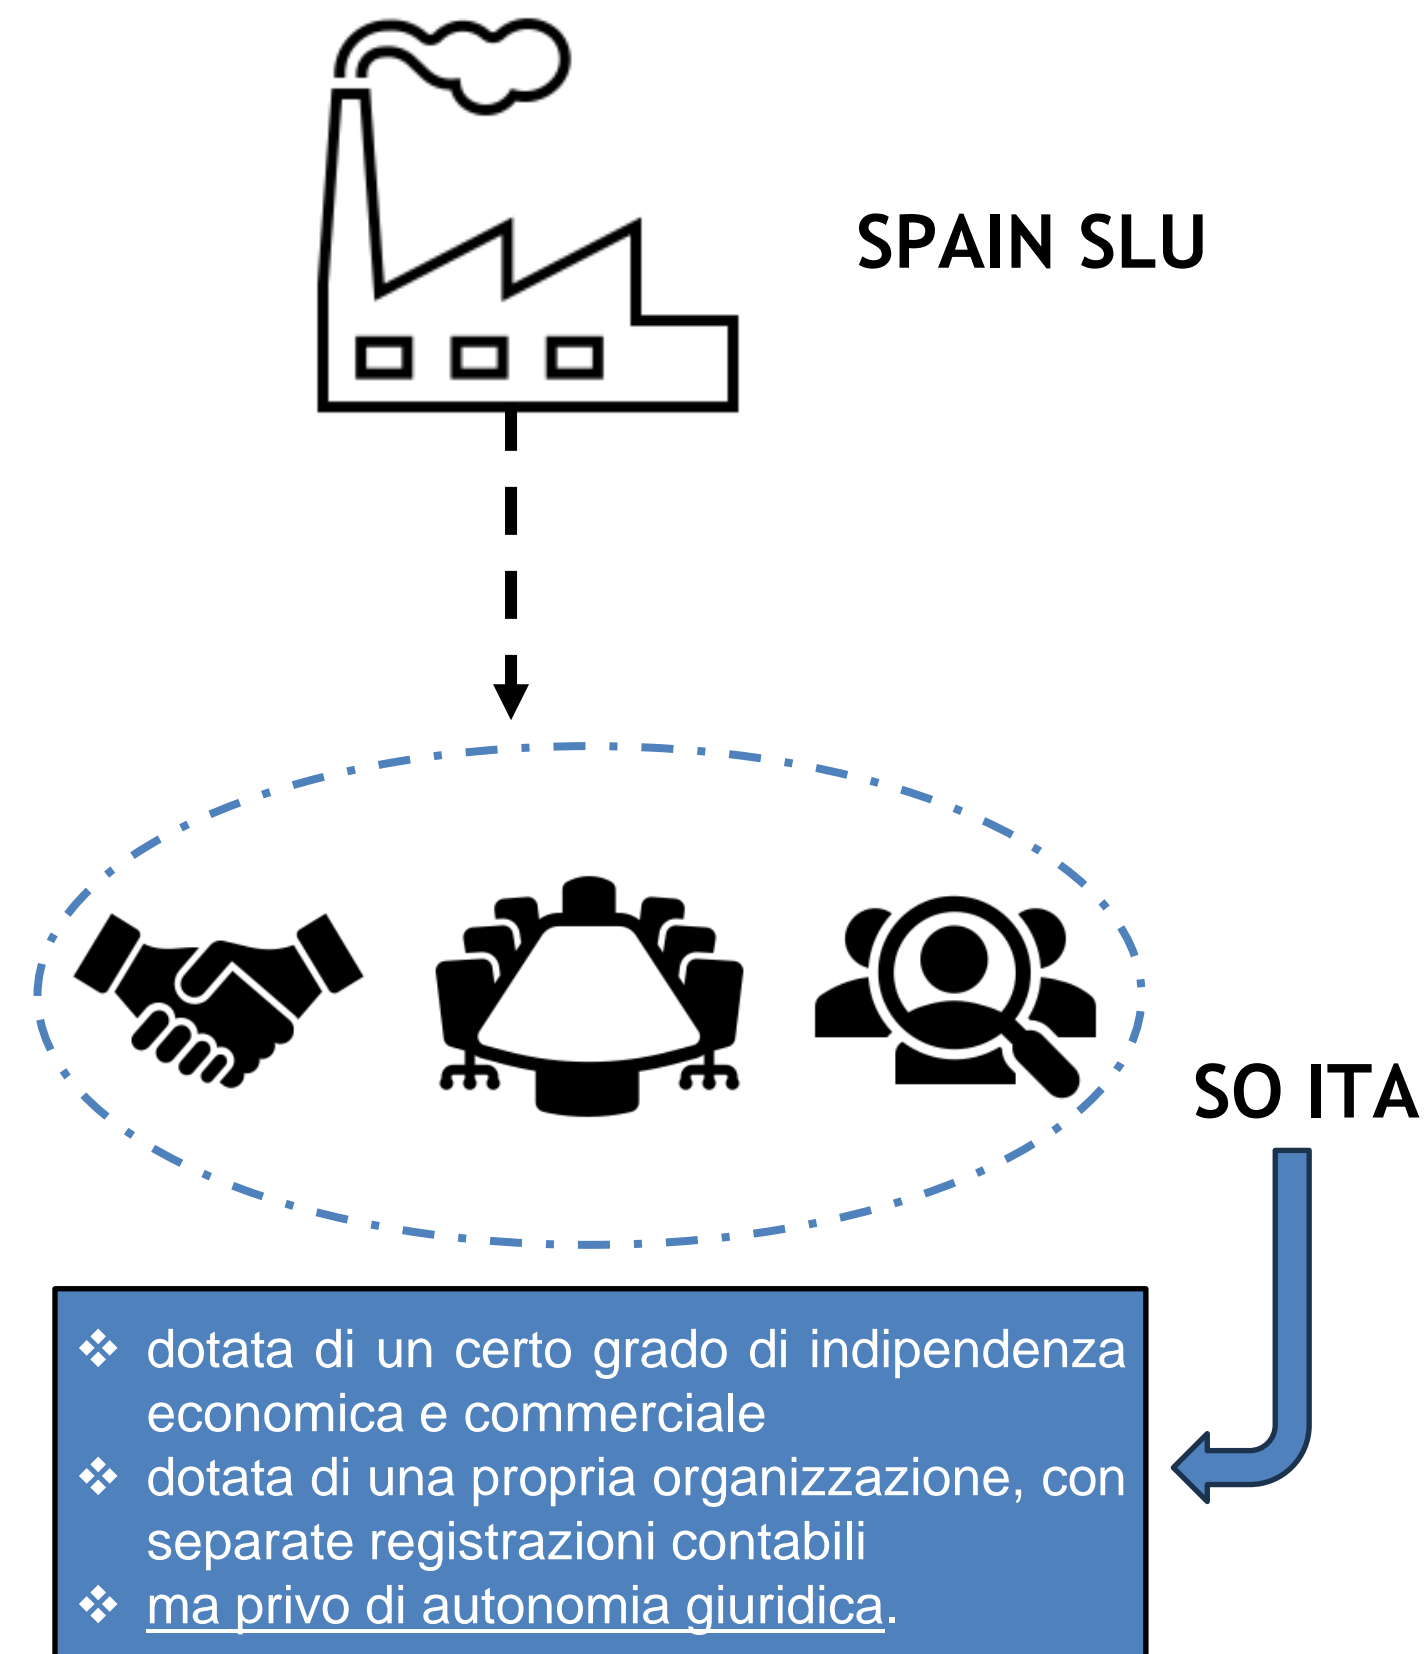 SPAIN SLU
SO ITA
❖ dotata di un certo grado di indipendenza
economica e commerciale
❖ dotata di una propria organizzazione, con
separate registrazioni contabili
❖ ma privo di autonomia giuridica.